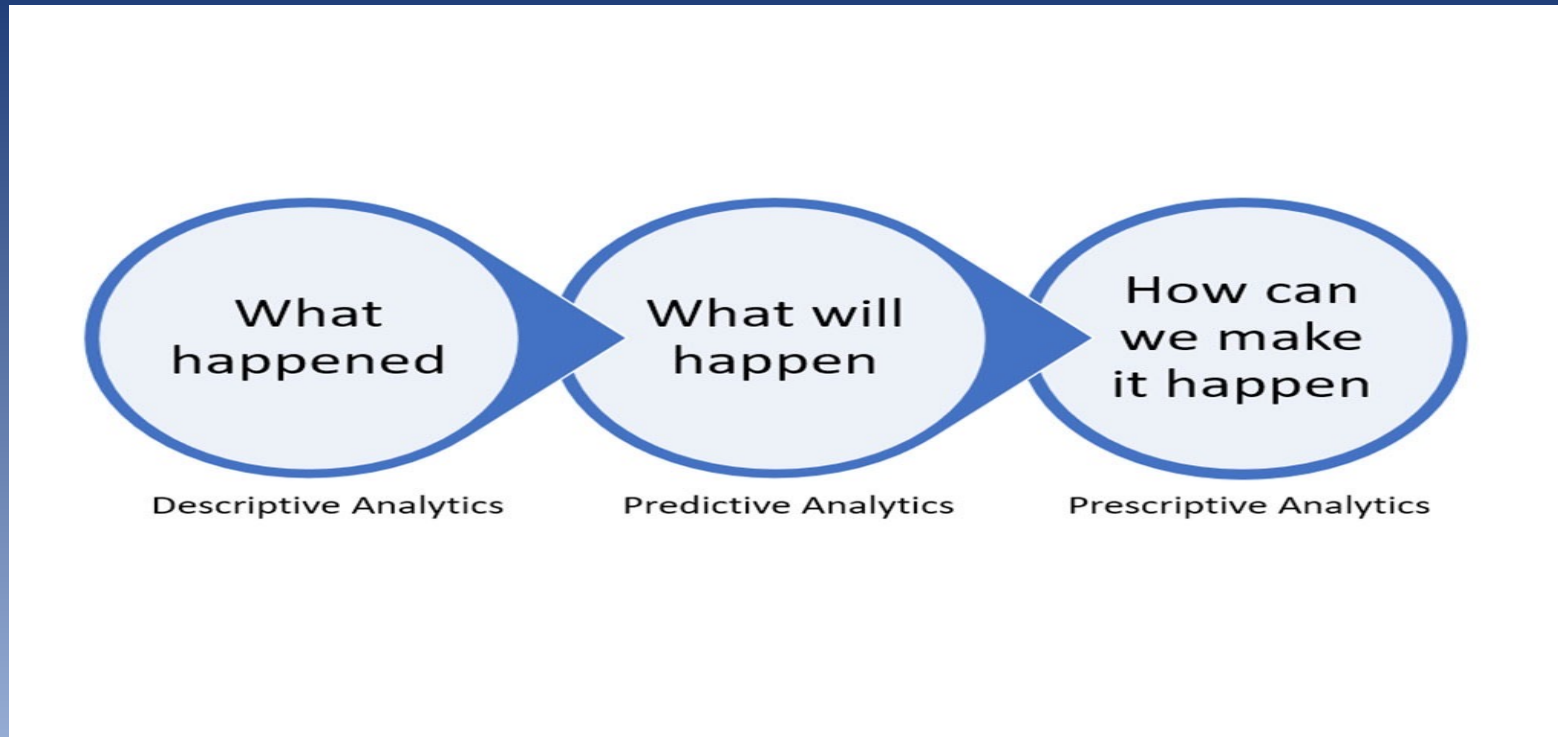 What
happened
What will
happen
How can
we make
it happen
Descriptive Analytics
Predictive Analytics
Prescriptive Analytics